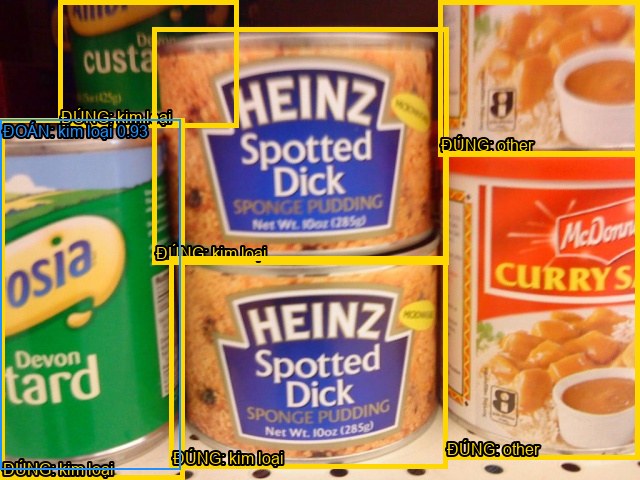 custa
ĐÚNG: kim loại
ĐOÁN: kim loại 0.93
HEINZ
Spotted
Dick
SPONGE PUDDING
Net Wt. 10oz (285g)
ĐÚNG: kim loại
ĐÚNG: other
osia
Devon
tard
ĐÚNG: kim loại
HEINZ
Spotted
Dick
SPONGE PUDDING
Net Wt. 10oz (285g)
ĐÚNG: kim loại
McDonn
CURRY SA
ĐÚNG: other